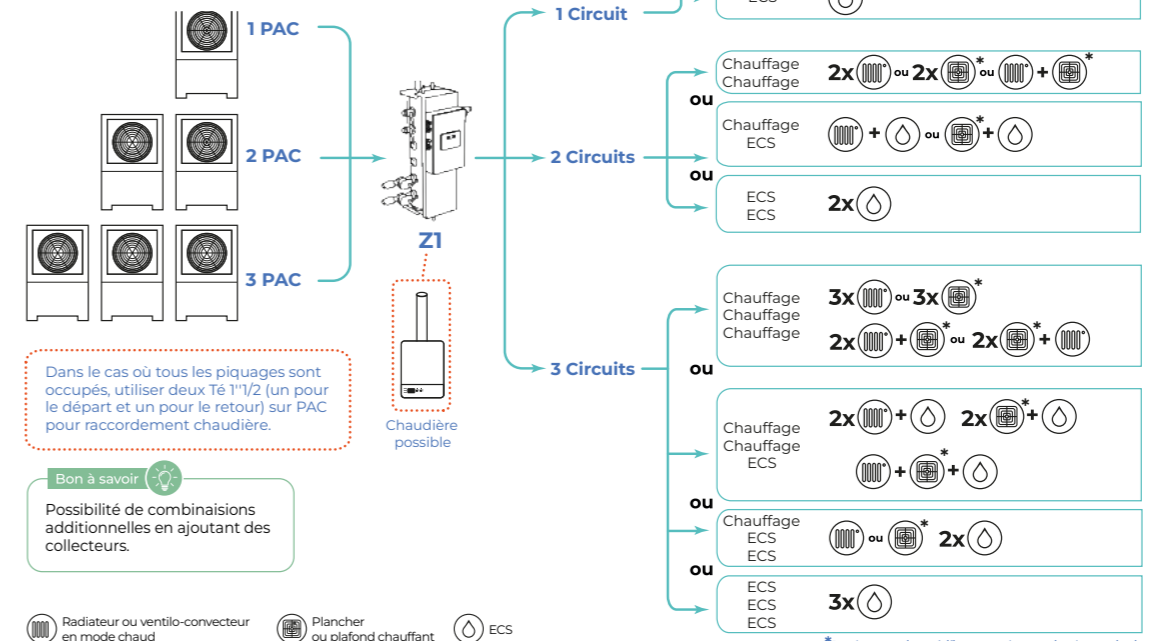 1 PAC
2 PAC
3 PAC
Z1
Chaudière
possible
Dans le cas où tous les piquages sont
occupés, utiliser deux Té 1''1/2 (un pour
le départ et un pour le retour) sur PAC
pour raccordement chaudière.
Bon à savoir
Possibilité de combinaisions
additionnelles en ajoutant des
collecteurs.
1 Circuit
ECS
2 Circuits
Chauffage
Chauffage
2x ou 2x * ou + *
ou
Chauffage
ECS
+ ou * +
ou
ECS
ECS
2x
3 Circuits
Chauffage
Chauffage
Chauffage
3x ou 3x *
2x + * ou 2x * +
ou
Chauffage
Chauffage
ECS
2x + 2x * +
+ * +
ou
Chauffage
ECS
ECS
ou * 2x
ou
ECS
ECS
ECS
3x
Radiateur ou ventilo-convecteur
en mode chaud
Plancher
ou plafond chauffant
ECS
*